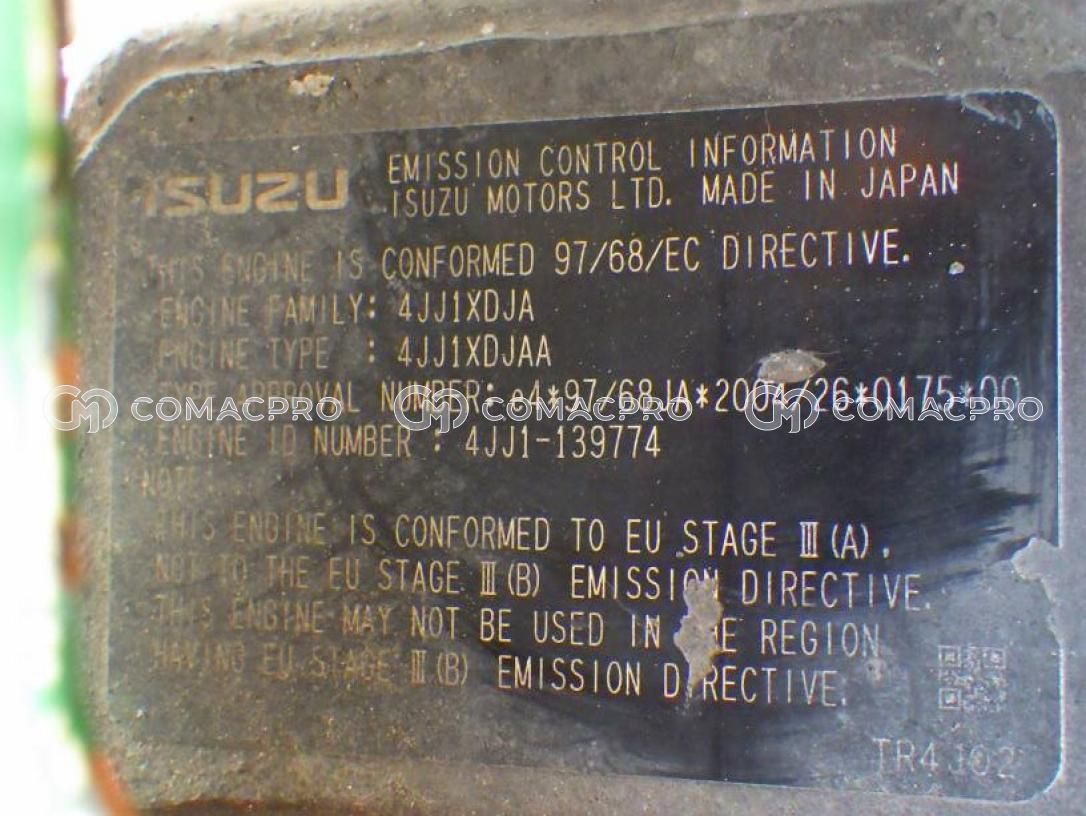 ISUZU
EMISSION CONTROL INFORMATION
ISUZU MOTORS LTD. MADE IN JAPAN
THIS ENGINE IS CONFORMED 97/68/EC DIRECTIVE.
ENGINE FAMILY: 4JJ1XDJA
ENGINE TYPE : 4JJ1XDJAA
TYPE APPROVAL NUMBER: e4*97/68JA*2004/26*0175*00
COMACPRO COMACPRO COMACPRO
ENGINE ID NUMBER : 4JJ1-139774
NOTE
THIS ENGINE IS CONFORMED TO EU STAGE III(A),
NOT TO THE EU STAGE III(B) EMISSION DIRECTIVE.
THIS ENGINE MAY NOT BE USED IN THE REGION
HAVING EU STAGE III(B) EMISSION DIRECTIVE.
TR4J02